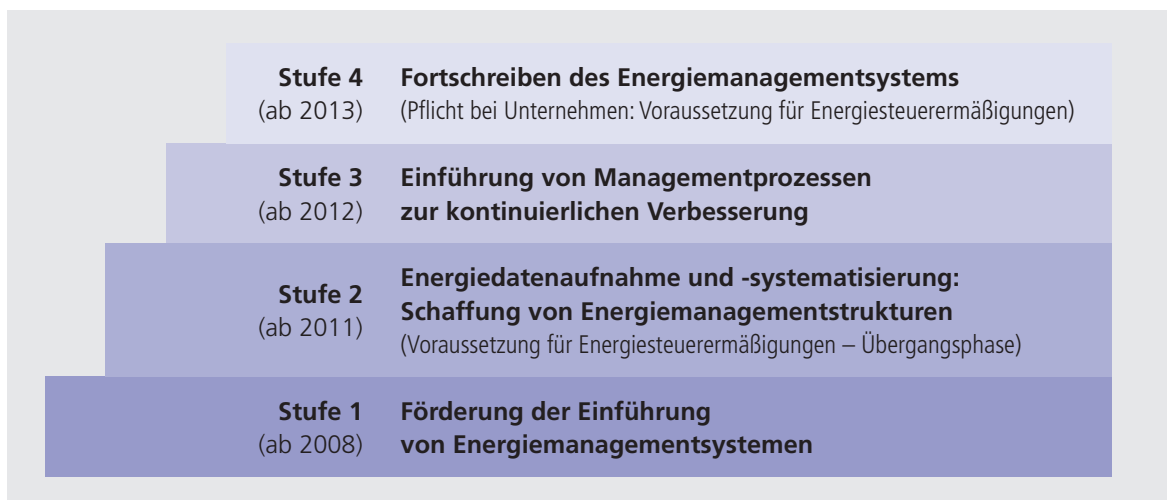 Stufe 4 Fortschreiben des Energiemanagementsystems
(ab 2013) (Pflicht bei Unternehmen: Voraussetzung für Energiesteuerermäßigungen)
Stufe 3 Einführung von Managementprozessen
(ab 2012) zur kontinuierlichen Verbesserung
Energiedatenaufnahme und -systematisierung:
Stufe 2 Schaffung von Energiemanagementstrukturen
(ab 2011) (Voraussetzung für Energiesteuerermäßigungen – Übergangsphase)
Stufe 1 Förderung der Einführung
(ab 2008) von Energiemanagementsystemen